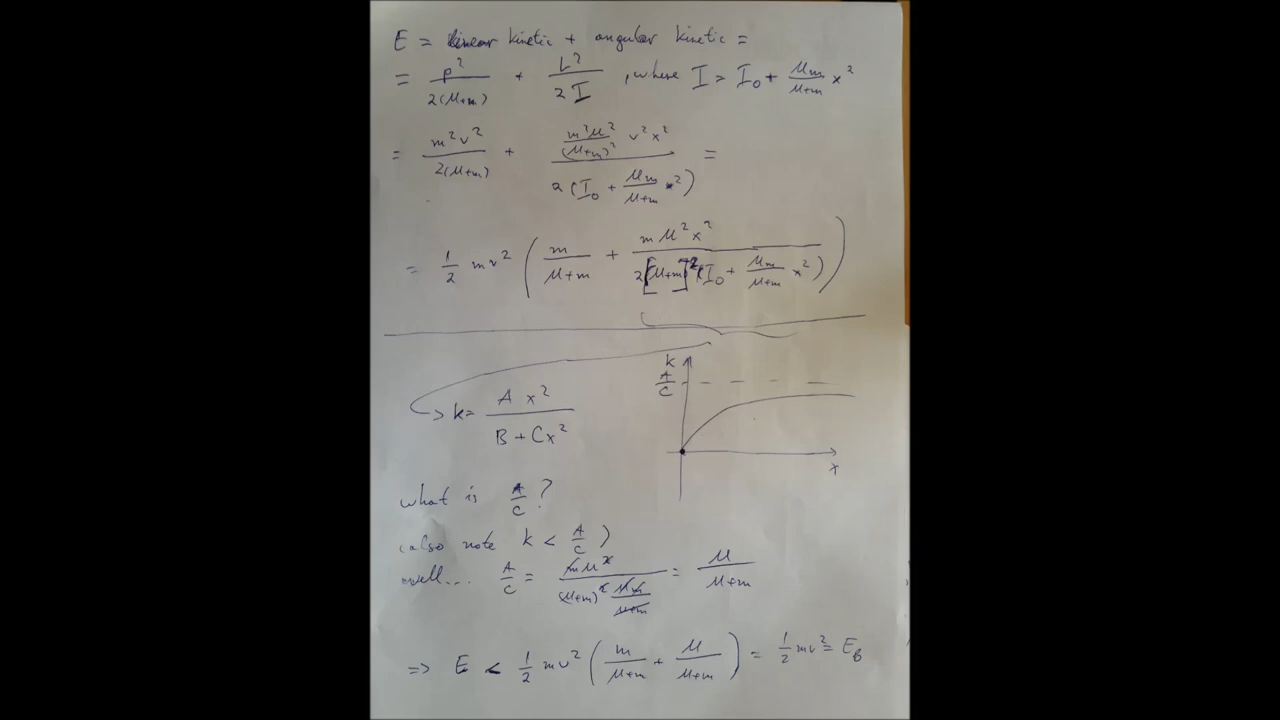 E = linear kinetic + angular kinetic =
= p²/2(M+m) + L²/2I , where I = I₀ + Mm/M+m x²
= m²v²/2(M+m) + m²M²/(M+m)² v²x² / 2(I₀ + Mm/M+m x²) =
= 1/2 mv² ( m/M+m + mM²x² / 2[M+m]²(I₀ + Mm/M+m x²) )
k
A/C
k = Ax² / B + Cx²
x
what is A/C ?
(also note k < A/C )
well... A/C = mM² / (M+m)² Mm/M+m = M/M+m
=> E < 1/2 mv² ( m/M+m + M/M+m ) = 1/2 mv² = E_B